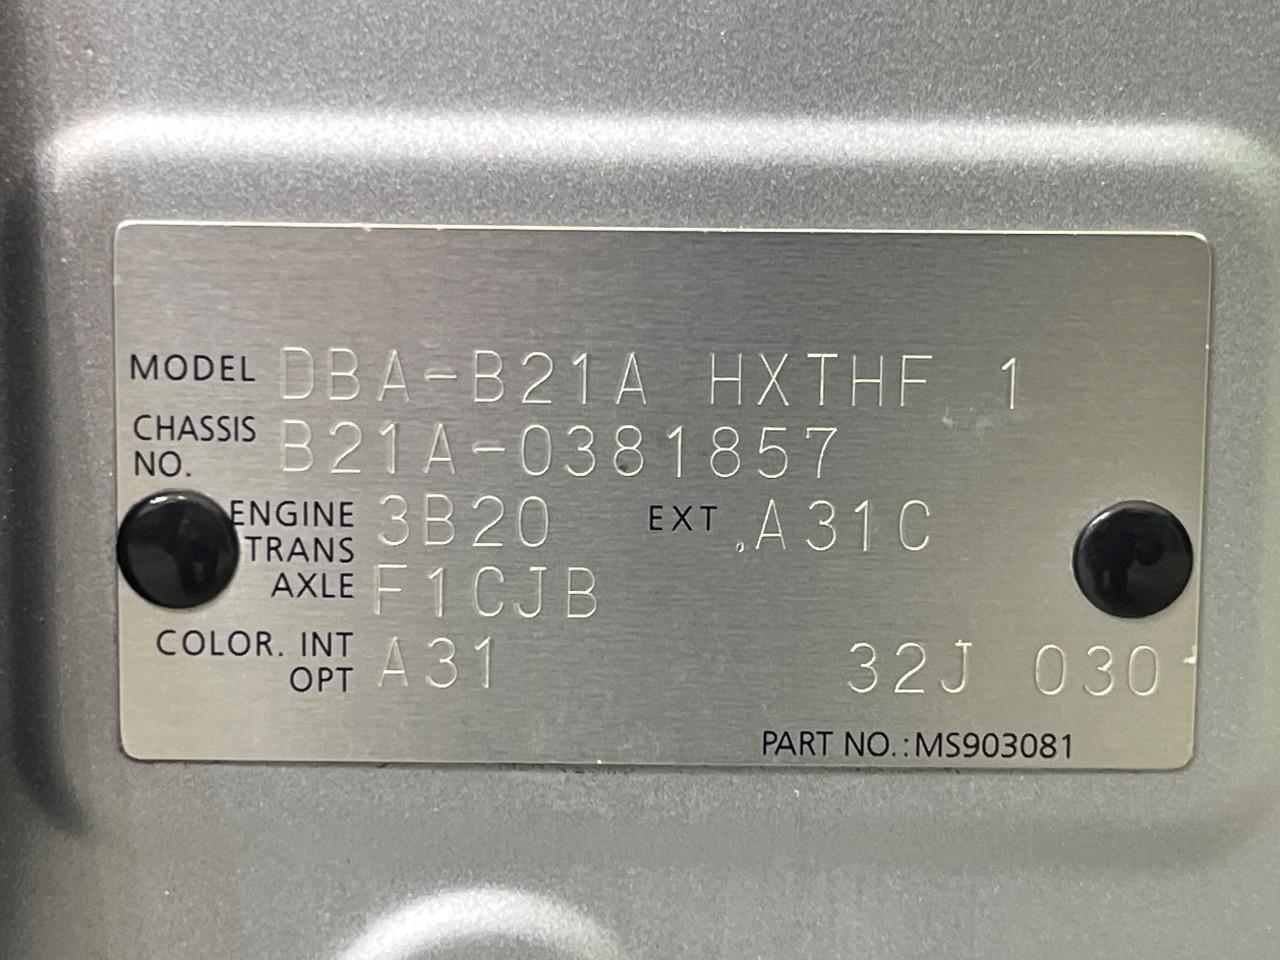 MODEL DBA-B21A HXTHF 1
CHASSIS NO. B21A-0381857
ENGINE 3B20 EXT A31C
TRANS AXLE F1CJB
COLOR. INT OPT A31 32J 030
PART NO.:MS903081